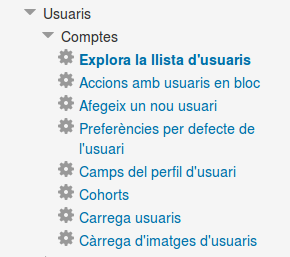 Usuaris
Comptes
Explora la llista d'usuaris
Accions amb usuaris en bloc
Afegeix un nou usuari
Preferències per defecte de
l'usuari
Camps del perfil d'usuari
Cohorts
Carrega usuaris
Càrrega d'imatges d'usuaris